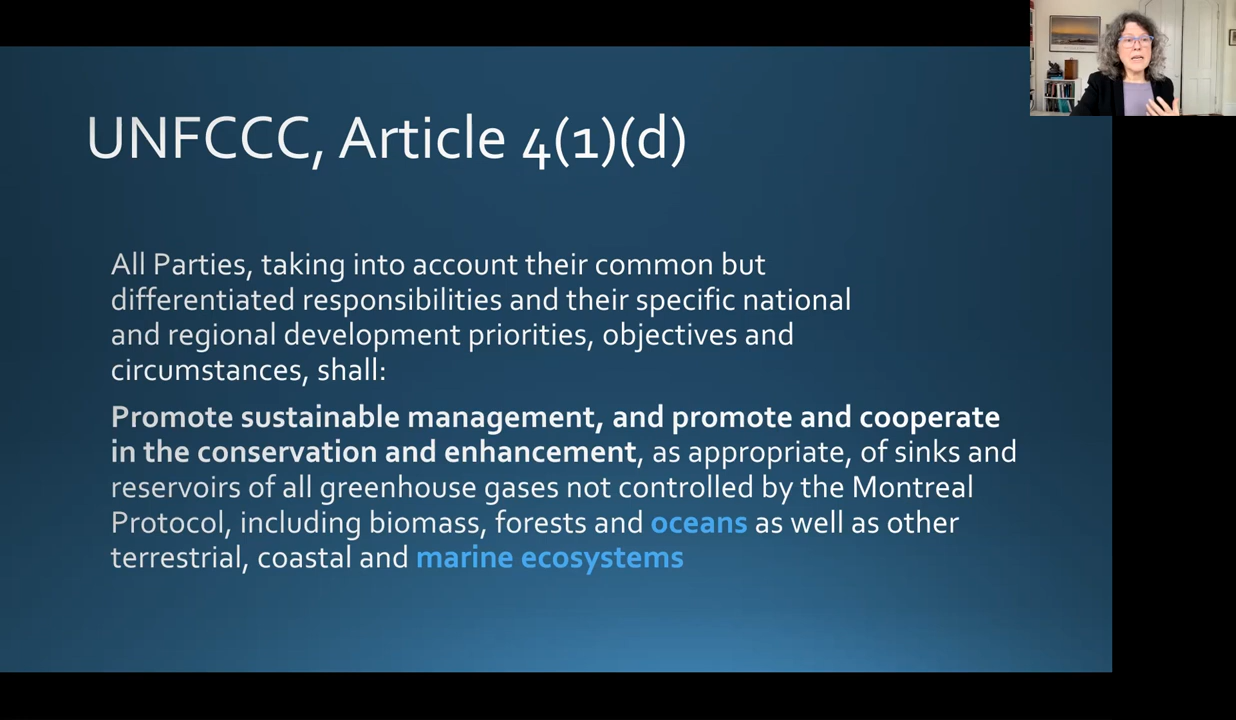 UNFCCC, Article 4(1)(d)
All Parties, taking into account their common but
differentiated responsibilities and their specific national
and regional development priorities, objectives and
circumstances, shall:
Promote sustainable management, and promote and cooperate
in the conservation and enhancement, as appropriate, of sinks and
reservoirs of all greenhouse gases not controlled by the Montreal
Protocol, including biomass, forests and oceans as well as other
terrestrial, coastal and marine ecosystems